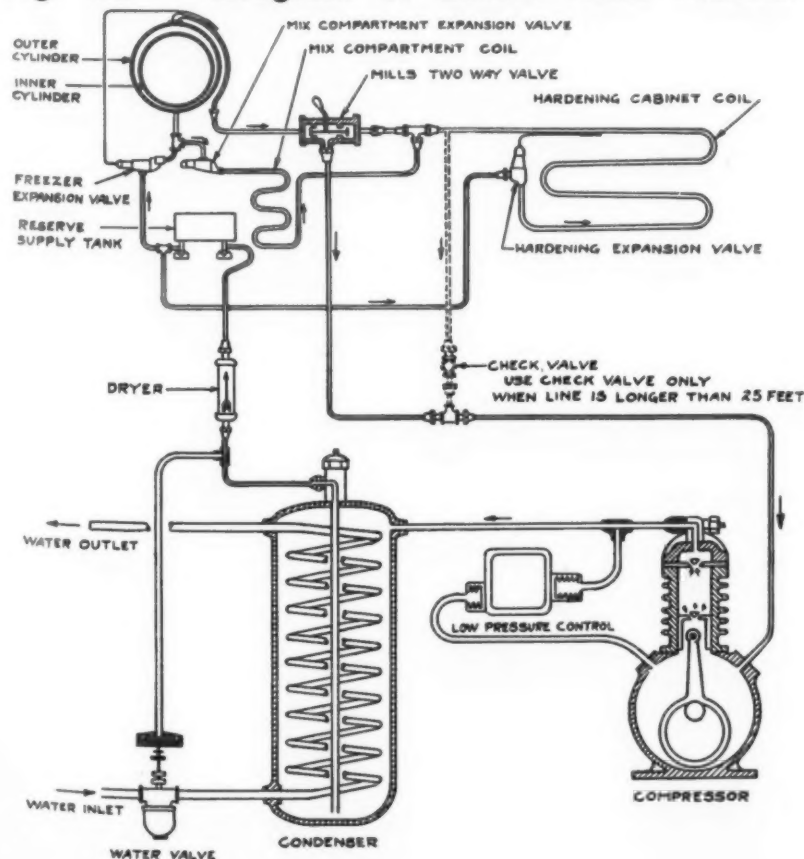 MIX COMPARTMENT EXPANSION VALVE
MIX COMPARTMENT COIL
OUTER
CYLINDER
MILLS TWO WAY VALVE
INNER
CYLINDER
HARDENING CABINET COIL
FREEZER
EXPANSION VALVE
RESERVE
SUPPLY TANK
HARDENING EXPANSION VALVE
DRYER
CHECK, VALVE
USE CHECK VALVE ONLY
WHEN LINE IS LONGER THAN 25 FEET
WATER OUTLET
LOW PRESSURE CONTROL
WATER INLET
COMPRESSOR
CONDENSER
WATER VALVE